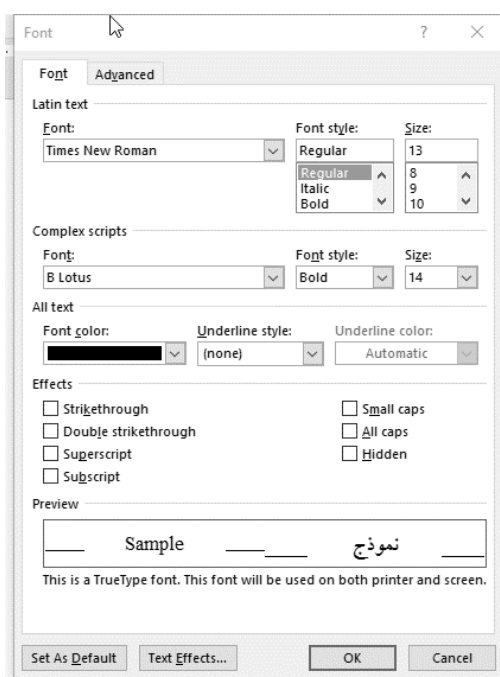 Font ?
Font Advanced
Latin text
Font: Font style: Size:
Times New Roman Regular 13
Regular 8
Italic 9
Bold 10
Complex scripts
Font: Font style: Size:
B Lotus Bold 14
All text
Font color: Underline style: Underline color:
(none) Automatic
Effects
Strikethrough Small caps
Double strikethrough All caps
Superscript Hidden
Subscript
Preview
Sample نموذج
This is a TrueType font. This font will be used on both printer and screen.
Set As Default Text Effects... OK Cancel